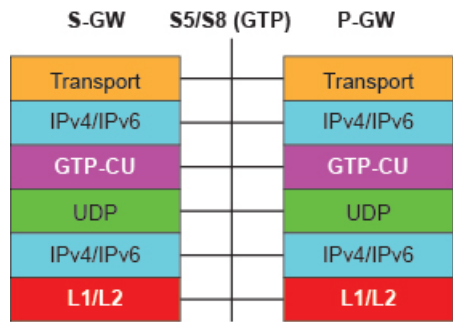 S-GW S5/S8 (GTP) P-GW
Transport Transport
IPv4/IPv6 IPv4/IPv6
GTP-CU GTP-CU
UDP UDP
IPv4/IPv6 IPv4/IPv6
L1/L2 L1/L2